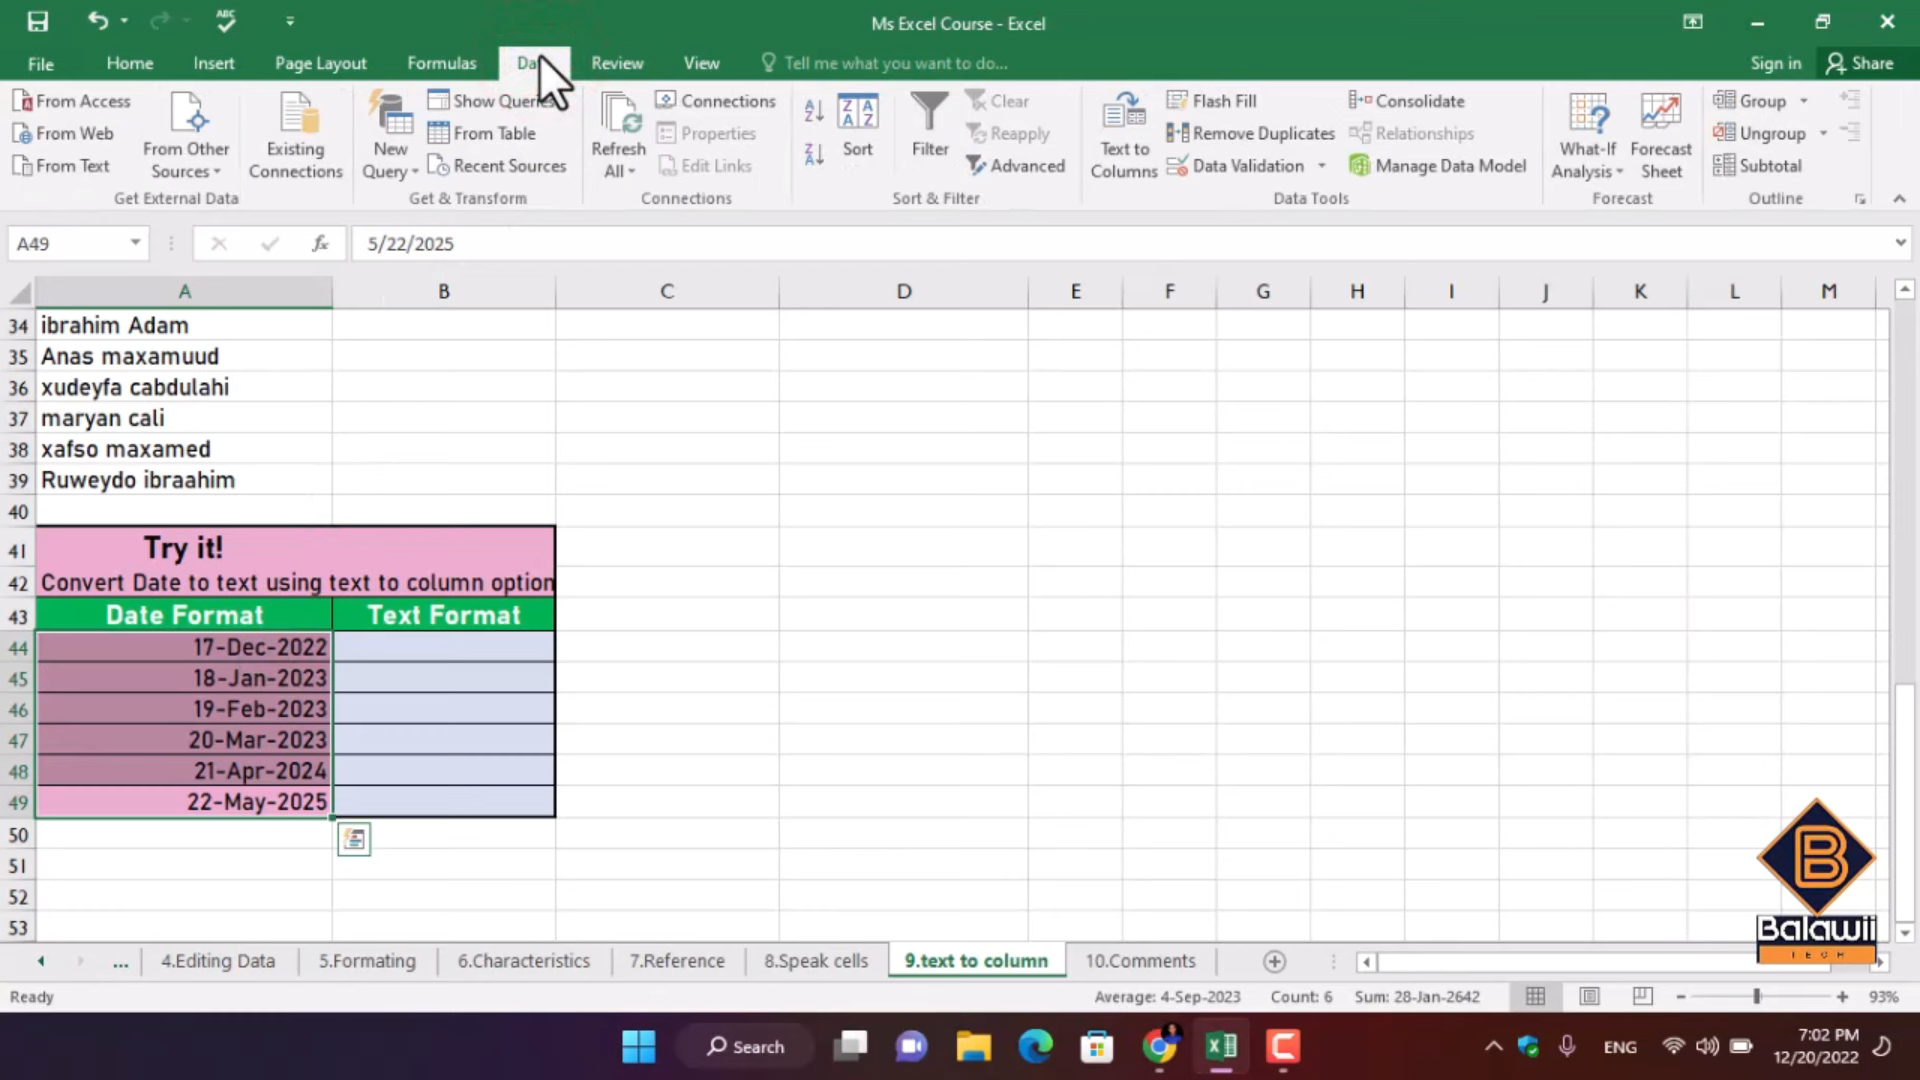 Ms Excel Course - Excel
File Home Insert Page Layout Formulas Review View Tell me what you want to do... Sign in Share
From Access
From Web
From Text
From Other Sources
Existing Connections
Get External Data
New Query
Show Queries
From Table
Recent Sources
Get & Transform
Refresh All
Connections
Properties
Edit Links
Connections
Sort
Filter
Clear
Reapply
Advanced
Sort & Filter
Text to Columns
Flash Fill
Remove Duplicates
Data Validation
Consolidate
Relationships
Manage Data Model
Data Tools
What-If Analysis
Forecast Sheet
Forecast
Group
Ungroup
Subtotal
Outline
A49 fx 5/22/2025
A B C D E F G H I J K L M
34 ibrahim Adam
35 Anas maxamuud
36 xudeyfa cabdulahi
37 maryan cali
38 xafso maxamed
39 Ruweydo ibraahim
40
41 Try it!
42 Convert Date to text using text to column option
43 Date Format Text Format
44 17-Dec-2022
45 18-Jan-2023
46 19-Feb-2023
47 20-Mar-2023
48 21-Apr-2024
49 22-May-2025
50
51
52
53
Balawii
TECH
... 4.Editing Data 5.Formating 6.Characteristics 7.Reference 8.Speak cells 9.text to column 10.Comments
Ready Average: 4-Sep-2023 Count: 6 Sum: 28-Jan-2642 93%
Search ENG 7:02 PM
12/20/2022